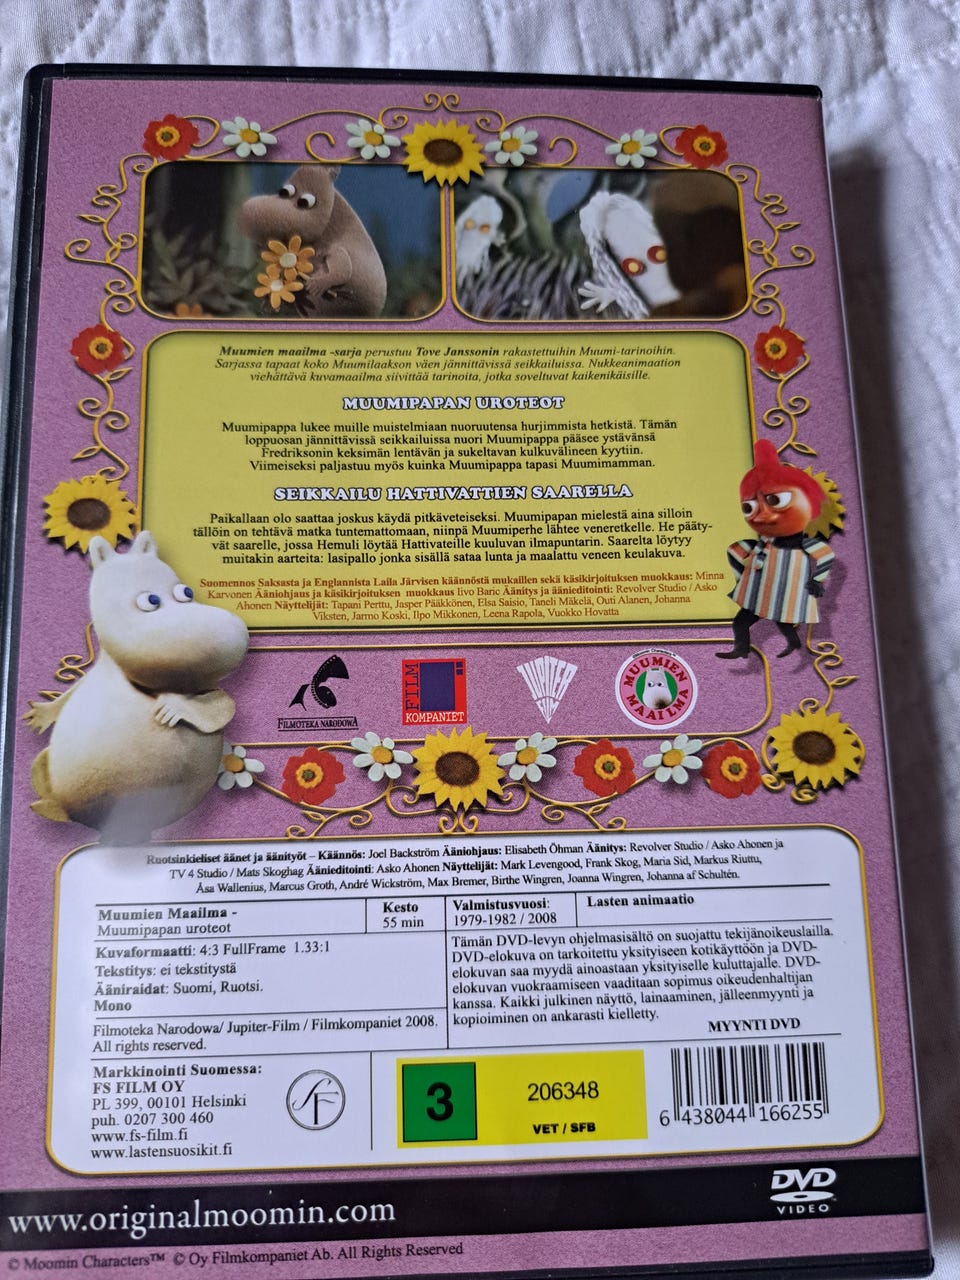 Muumien maailma -sarja perustuu Tove Janssonin rakastettuihin Muumi-tarinoihin.
Sarjassa tapaat koko Muumilaakson väen jännittävissä seikkailuissa. Nukkeanimaation
viehättävä kuvamaailma siivittää tarinoita, jotka soveltuvat kaikenikäisille.
MUUMIPAPAN UROTEOT
Muumipappa lukee muille muistelmiaan nuoruutensa hurjimmista hetkistä. Tämän
loppuosan jännittävissä seikkailuissa nuori Muumipappa pääsee ystävänsä
Fredriksonin keksimän lentävän ja sukeltavan kulkuvälineen kyytiin.
Viimeiseksi paljastuu myös kuinka Muumipappa tapasi Muumimamman.
SEIKKAILU HATTIVATTIEN SAARELLA
Paikallaan olo saattaa joskus käydä pitkäveteiseksi. Muumipapan mielestä aina silloin
tällöin on tehtävä matka tuntemattomaan, niinpä Muumiperhe lähtee veneretkelle. He pääty-
vät saarelle, jossa Hemuli löytää Hattivateille kuuluvan ilmapuntarin. Saarelta löytyy
muitakin aarteita: lasipallo jonka sisällä sataa lunta ja maalattu veneen keulakuva.
Suomennos Saksasta ja Englannista Laila Järvisen käännöstä mukaillen sekä käsikirjoituksen muokkaus: Minna
Karvonen Ääniohjaus ja käsikirjoituksen muokkaus Iivo Baric Äänitys ja äänieditointi: Revolver Studio / Asko
Ahonen Näyttelijät: Tapani Perttu, Jasper Pääkkönen, Elsa Saisio, Taneli Mäkelä, Outi Alanen, Johanna
Viksten, Jarmo Koski, Ilpo Mikkonen, Leena Rapola, Vuokko Hovatta
FILMOTEKA NARODOWA
FILM
KOMPANIET
JUPITER
FILM
MUUMIEN
MAAILMA
Ruotsinkieliset äänet ja äänityöt – Käännös: Joel Backström Ääniohjaus: Elisabeth Öhman Äänitys: Revolver Studio / Asko Ahonen ja
TV 4 Studio / Mats Skoghag Äänieditointi: Asko Ahonen Näyttelijät: Mark Levengood, Frank Skog, Maria Sid, Markus Riuttu,
Åsa Wallenius, Marcus Groth, André Wickström, Max Bremer, Birthe Wingren, Joanna Wingren, Johanna af Schultén.
Muumien Maailma -
Muumipapan uroteot
Kesto
55 min
Valmistusvuosi:
1979-1982 / 2008
Lasten animaatio
Kuvaformaatti: 4:3 FullFrame 1.33:1
Tekstitys: ei tekstitystä
Ääniraidat: Suomi, Ruotsi.
Mono
Filmoteka Narodowa/ Jupiter-Film / Filmkompaniet 2008.
All rights reserved.
Tämän DVD-levyn ohjelmasisältö on suojattu tekijänoikeuslailla.
DVD-elokuva on tarkoitettu yksityiseen kotikäyttöön ja DVD-
elokuvan saa myydä ainoastaan yksityiselle kuluttajalle. DVD-
elokuvan vuokraamiseen vaaditaan sopimus oikeudenhaltijan
kanssa. Kaikki julkinen näyttö, lainaaminen, jälleenmyynti ja
kopioiminen on ankarasti kielletty.
MYYNTI DVD
Markkinointi Suomessa:
FS FILM OY
PL 399, 00101 Helsinki
puh. 0207 300 460
www.fs-film.fi
www.lastensuosikit.fi
SF
3
206348
VET / SFB
6 438044 166255
DVD
VIDEO
www.originalmoomin.com
© Moomin Characters™ © Oy Filmkompaniet Ab. All Rights Reserved